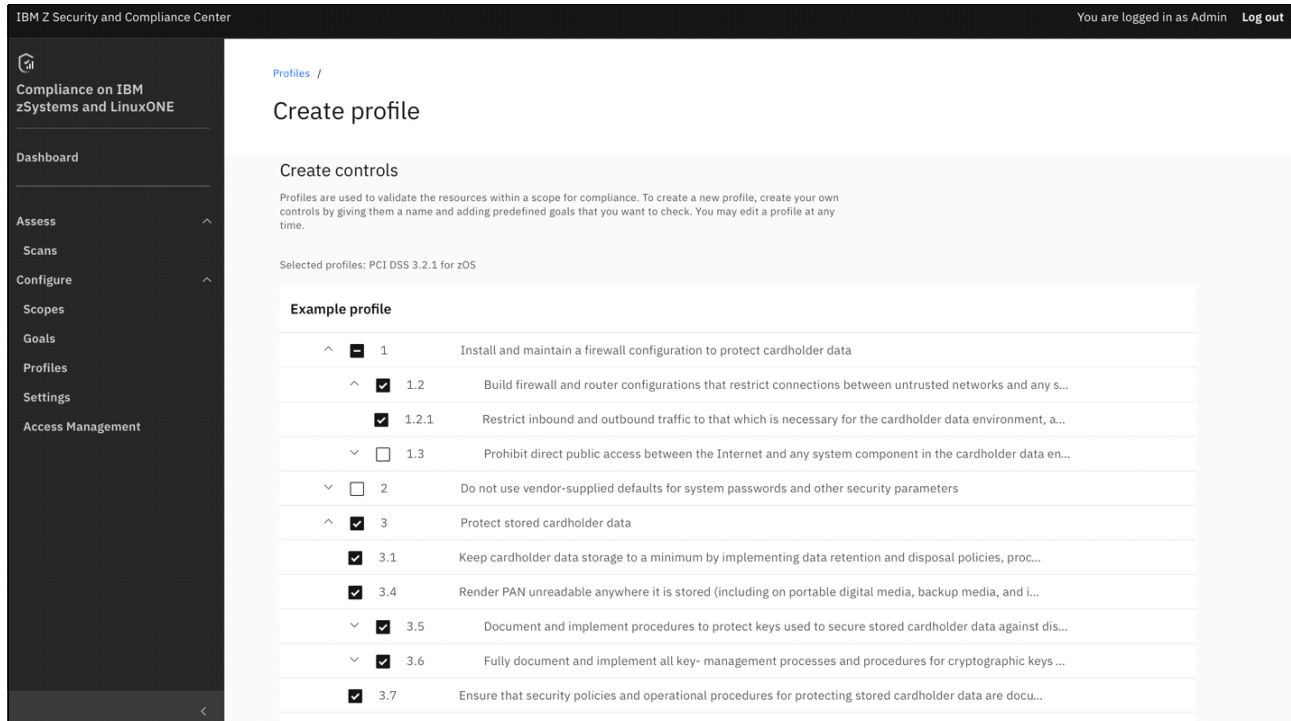 IBM Z Security and Compliance Center
You are logged in as Admin Log out
Compliance on IBM
zSystems and LinuxONE
Dashboard
Assess
Scans
Configure
Scopes
Goals
Profiles
Settings
Access Management
Profiles /
Create profile
Create controls
Profiles are used to validate the resources within a scope for compliance. To create a new profile, create your own
controls by giving them a name and adding predefined goals that you want to check. You may edit a profile at any
time.
Selected profiles: PCI DSS 3.2.1 for zOS
Example profile
1 Install and maintain a firewall configuration to protect cardholder data
1.2 Build firewall and router configurations that restrict connections between untrusted networks and any s...
1.2.1 Restrict inbound and outbound traffic to that which is necessary for the cardholder data environment, a...
1.3 Prohibit direct public access between the Internet and any system component in the cardholder data en...
2 Do not use vendor-supplied defaults for system passwords and other security parameters
3 Protect stored cardholder data
3.1 Keep cardholder data storage to a minimum by implementing data retention and disposal policies, proc...
3.4 Render PAN unreadable anywhere it is stored (including on portable digital media, backup media, and i...
3.5 Document and implement procedures to protect keys used to secure stored cardholder data against dis...
3.6 Fully document and implement all key- management processes and procedures for cryptographic keys ...
3.7 Ensure that security policies and operational procedures for protecting stored cardholder data are docu...